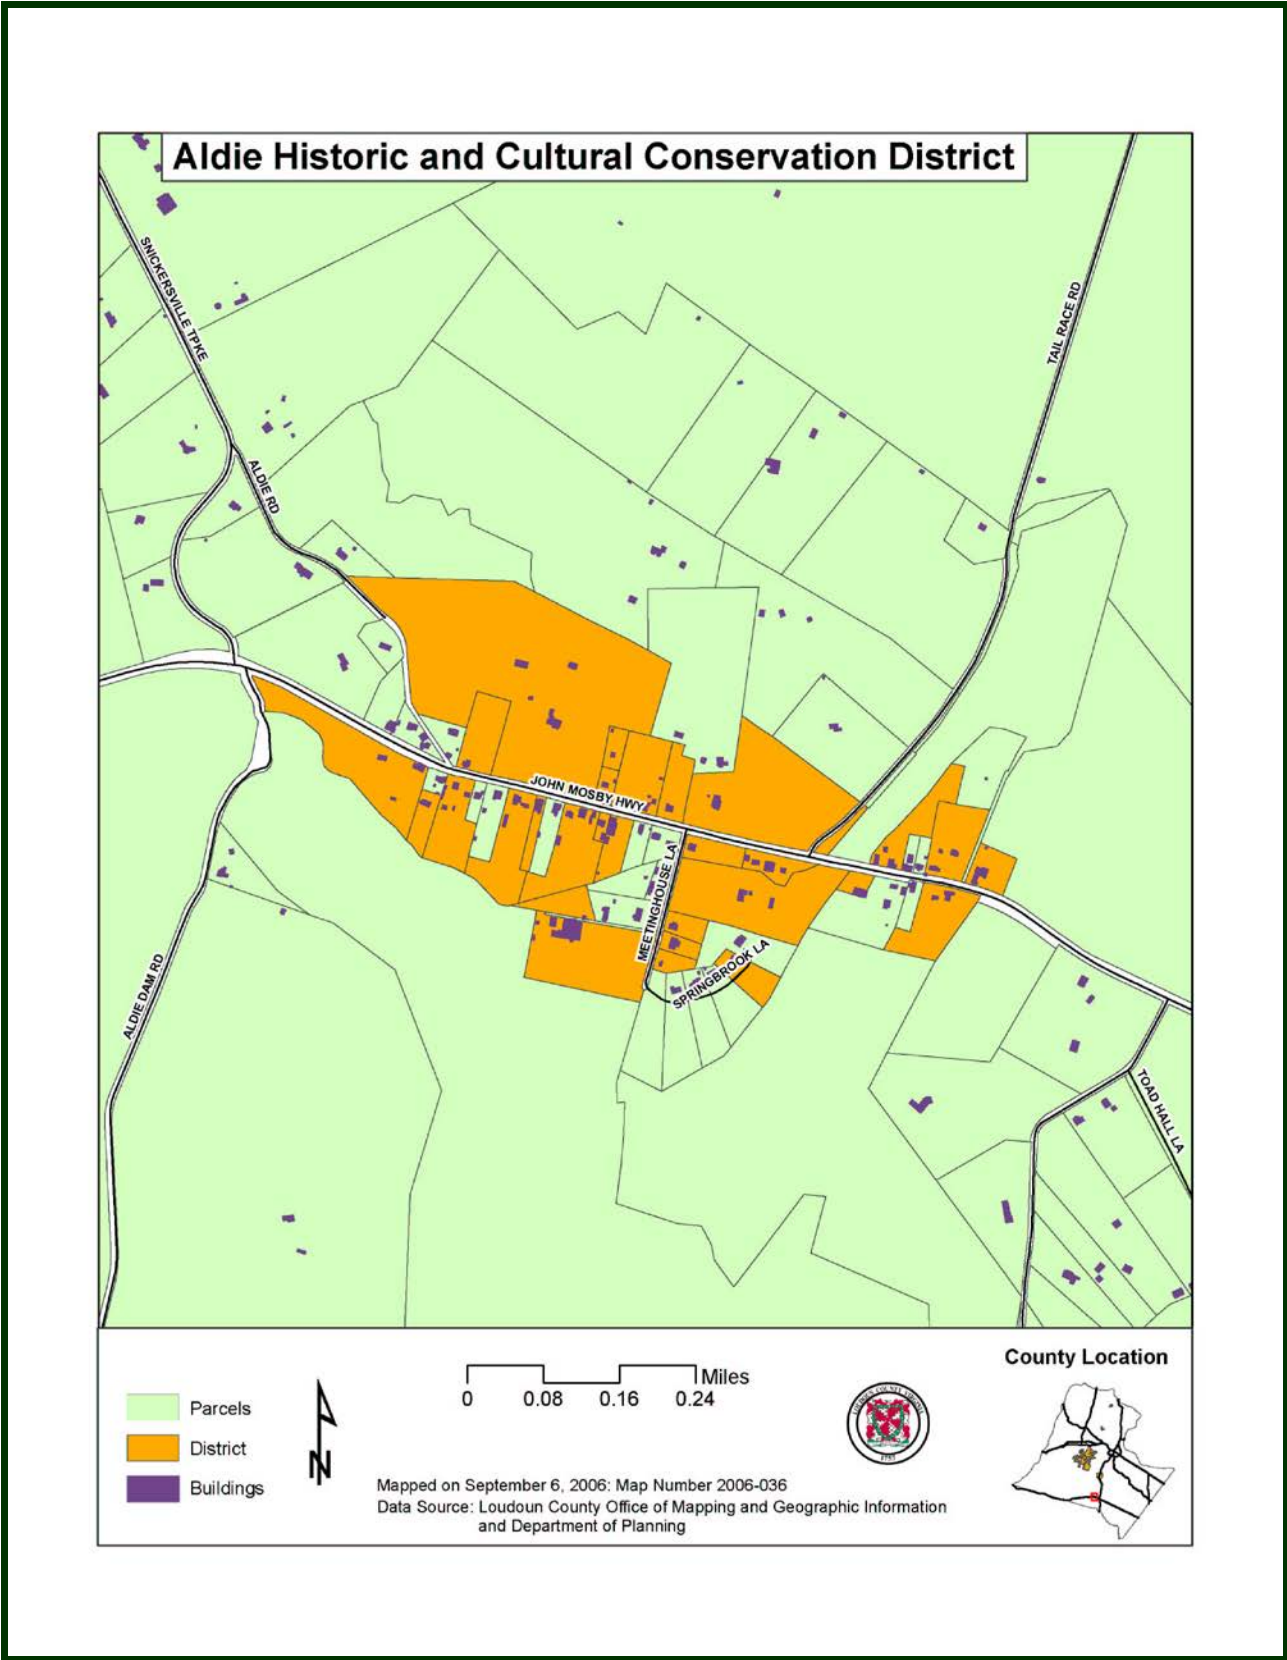 Aldie Historic and Cultural Conservation District
SNICKERSVILLE TPKE
TAIL RACE RD
ALDIE RD
JOHN MOSBY HWY
MEETINGHOUSE LA
SPRINGBROOK LA
ALDIE DAM RD
TOAD HALL LA
Parcels
District
Buildings
N
Miles
0 0.08 0.16 0.24
Mapped on September 6, 2006: Map Number 2006-036
Data Source: Loudoun County Office of Mapping and Geographic Information
and Department of Planning
County Location